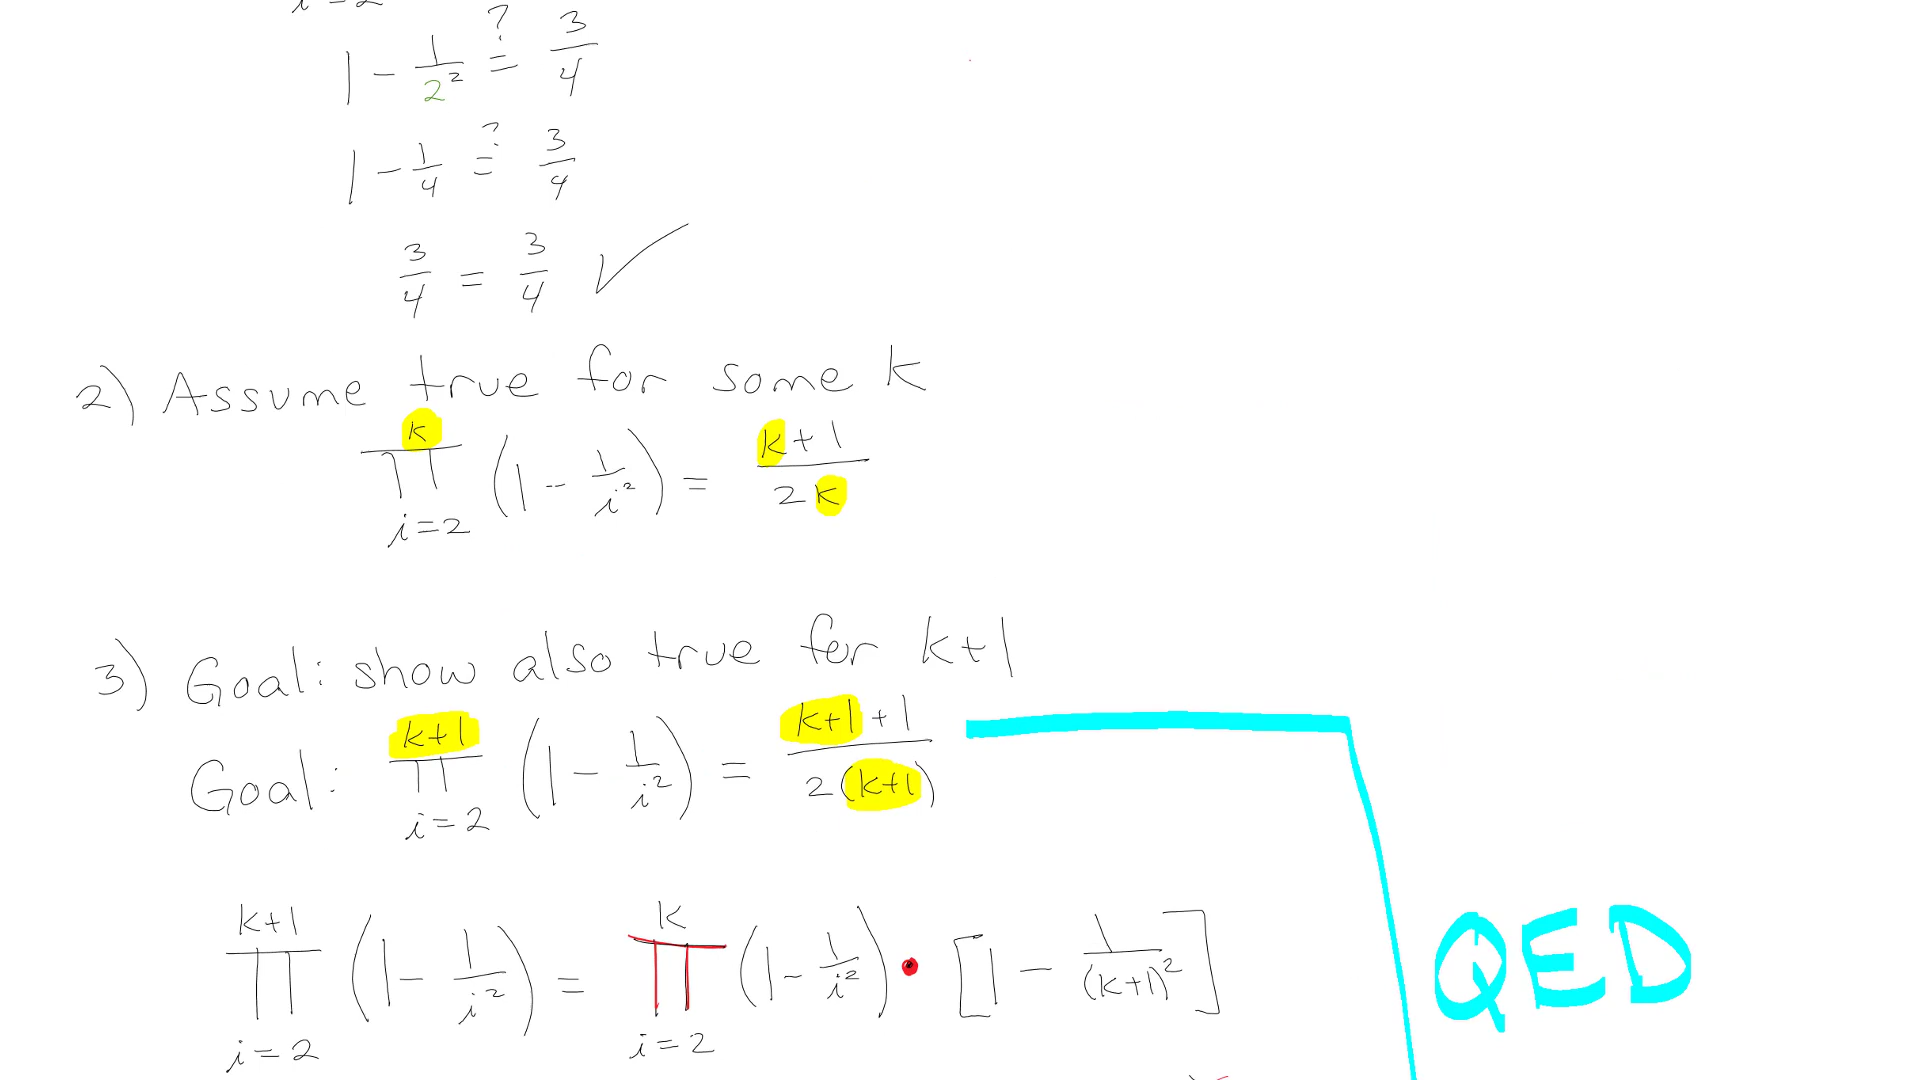 i=2
1 - 1/2² ?= 3/4
1 - 1/4 ?= 3/4
3/4 = 3/4 ✓
2) Assume true for some k
k ∏ i=2 (1 - 1/i²) = k+1 / 2k
3) Goal: show also true for k+1
Goal: k+1 ∏ i=2 (1 - 1/i²) = k+1+1 / 2(k+1)
k+1 ∏ i=2 (1 - 1/i²) = k ∏ i=2 (1 - 1/i²) • [1 - 1/(k+1)²]
QED